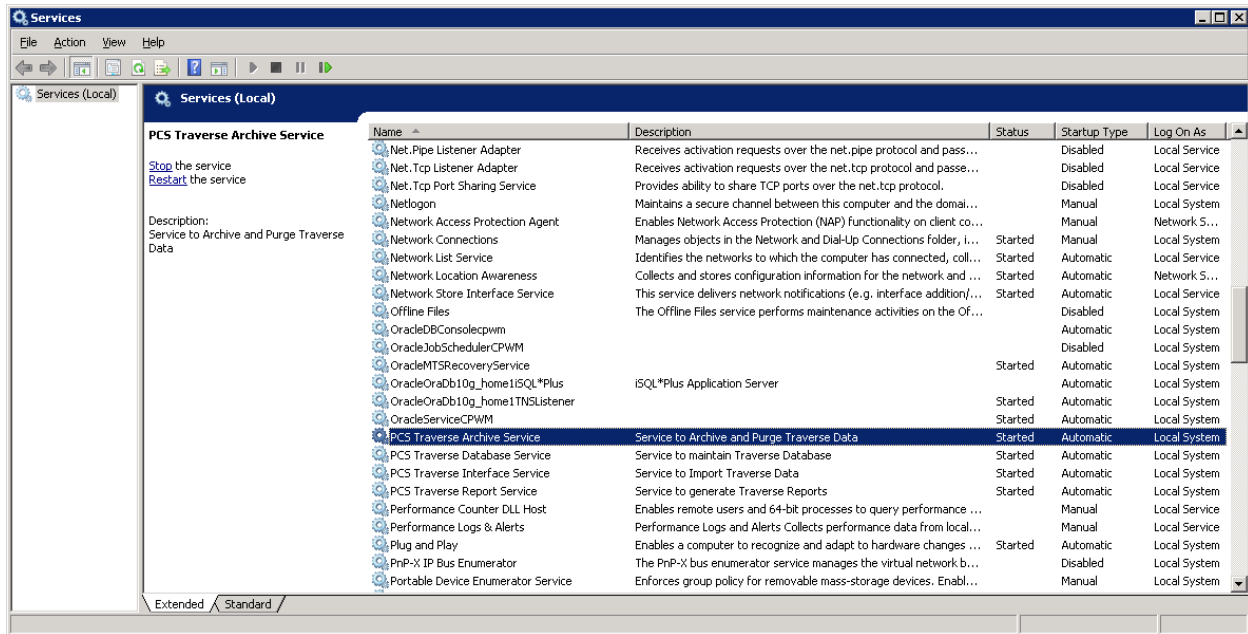 Services
File Action View Help
Services (Local)
Services (Local)
PCS Traverse Archive Service
Stop the service
Restart the service
Description:
Service to Archive and Purge Traverse
Data
Name Description Status Startup Type Log On As
Net.Pipe Listener Adapter Receives activation requests over the net.pipe protocol and pass... Disabled Local Service
Net.Tcp Listener Adapter Receives activation requests over the net.tcp protocol and passe... Disabled Local Service
Net.Tcp Port Sharing Service Provides ability to share TCP ports over the net.tcp protocol. Disabled Local Service
Netlogon Maintains a secure channel between this computer and the domai... Manual Local System
Network Access Protection Agent Enables Network Access Protection (NAP) functionality on client co... Manual Network S...
Network Connections Manages objects in the Network and Dial-Up Connections folder, i... Started Manual Local System
Network List Service Identifies the networks to which the computer has connected, coll... Started Automatic Local Service
Network Location Awareness Collects and stores configuration information for the network and ... Started Automatic Network S...
Network Store Interface Service This service delivers network notifications (e.g. interface addition/... Started Automatic Local Service
Offline Files The Offline Files service performs maintenance activities on the Of... Disabled Local System
OracleDBConsolecpwm Automatic Local System
OracleJobSchedulerCPWM Disabled Local System
OracleMTSRecoveryService Started Automatic Local System
OracleOraDb10g_home1iSQL*Plus iSQL*Plus Application Server Automatic Local System
OracleOraDb10g_home1TNSListener Started Automatic Local System
OracleServiceCPWM Started Automatic Local System
PCS Traverse Archive Service Service to Archive and Purge Traverse Data Started Automatic Local System
PCS Traverse Database Service Service to maintain Traverse Database Started Automatic Local System
PCS Traverse Interface Service Service to Import Traverse Data Started Automatic Local System
PCS Traverse Report Service Service to generate Traverse Reports Started Automatic Local System
Performance Counter DLL Host Enables remote users and 64-bit processes to query performance ... Manual Local Service
Performance Logs & Alerts Performance Logs and Alerts Collects performance data from local... Manual Local Service
Plug and Play Enables a computer to recognize and adapt to hardware changes ... Started Automatic Local System
PnP-X IP Bus Enumerator The PnP-X bus enumerator service manages the virtual network b... Disabled Local System
Portable Device Enumerator Service Enforces group policy for removable mass-storage devices. Enabl... Manual Local System
Extended Standard